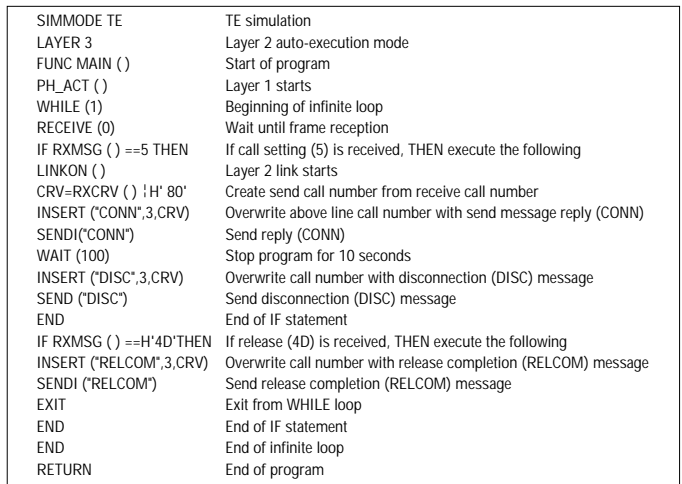 SIMMODE TE TE simulation
LAYER 3 Layer 2 auto-execution mode
FUNC MAIN ( ) Start of program
PH_ACT ( ) Layer 1 starts
WHILE (1) Beginning of infinite loop
RECEIVE (0) Wait until frame reception
IF RXMSG ( ) ==5 THEN If call setting (5) is received, THEN execute the following
LINKON ( ) Layer 2 link starts
CRV=RXCRV ( ) ¦H' 80' Create send call number from receive call number
INSERT ("CONN",3,CRV) Overwrite above line call number with send message reply (CONN)
SENDI("CONN") Send reply (CONN)
WAIT (100) Stop program for 10 seconds
INSERT ("DISC",3,CRV) Overwrite call number with disconnection (DISC) message
SEND ("DISC") Send disconnection (DISC) message
END End of IF statement
IF RXMSG ( ) ==H'4D'THEN If release (4D) is received, THEN execute the following
INSERT ("RELCOM",3,CRV) Overwrite call number with release completion (RELCOM) message
SENDI ("RELCOM") Send release completion (RELCOM) message
EXIT Exit from WHILE loop
END End of IF statement
END End of infinite loop
RETURN End of program